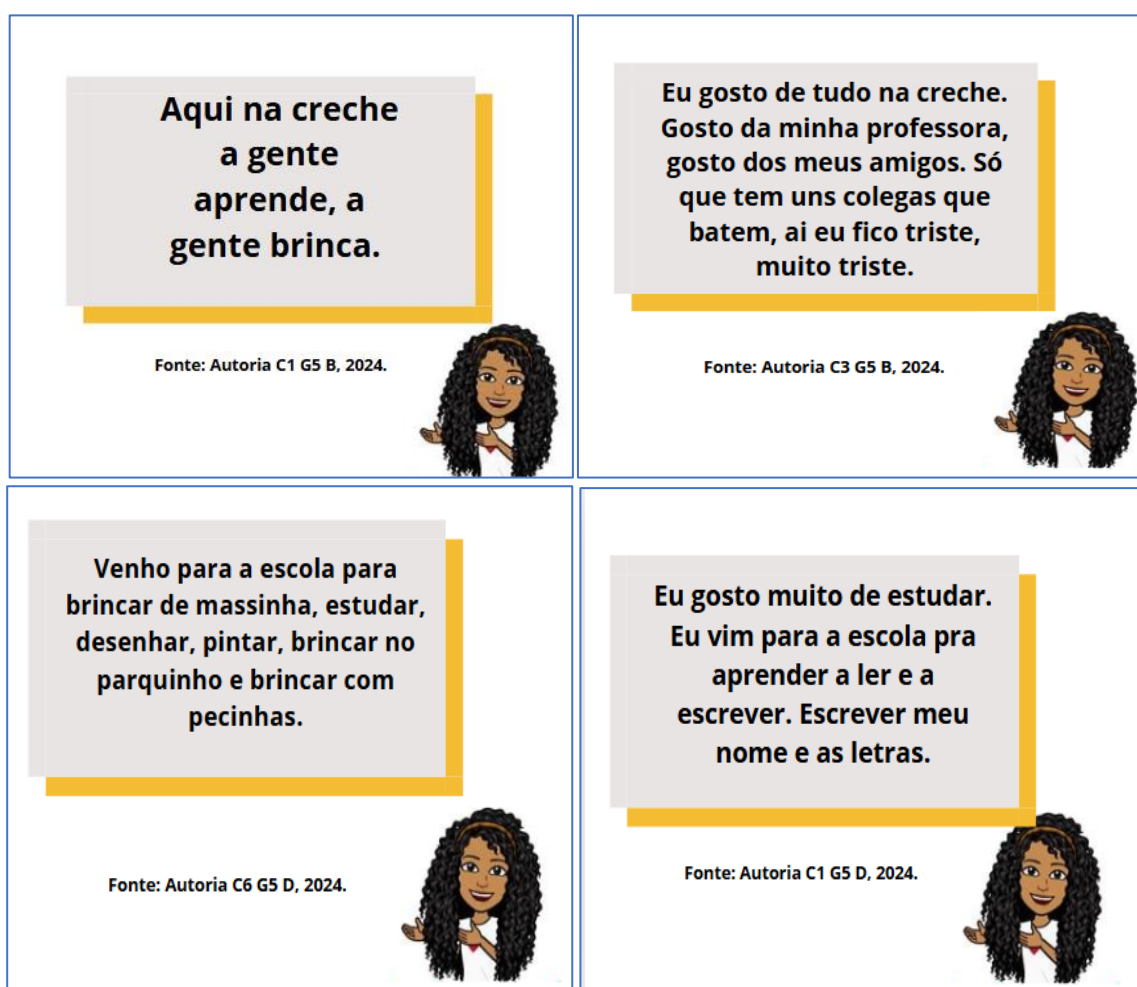 Aqui na creche
a gente
aprende, a
gente brinca.
Fonte: Autoria C1 G5 B, 2024.
Eu gosto de tudo na creche.
Gosto da minha professora,
gosto dos meus amigos. Só
que tem uns colegas que
batem, ai eu fico triste,
muito triste.
Fonte: Autoria C3 G5 B, 2024.
Venho para a escola para
brincar de massinha, estudar,
desenhar, pintar, brincar no
parquinho e brincar com
pecinhas.
Fonte: Autoria C6 G5 D, 2024.
Eu gosto muito de estudar.
Eu vim para a escola pra
aprender a ler e a
escrever. Escrever meu
nome e as letras.
Fonte: Autoria C1 G5 D, 2024.